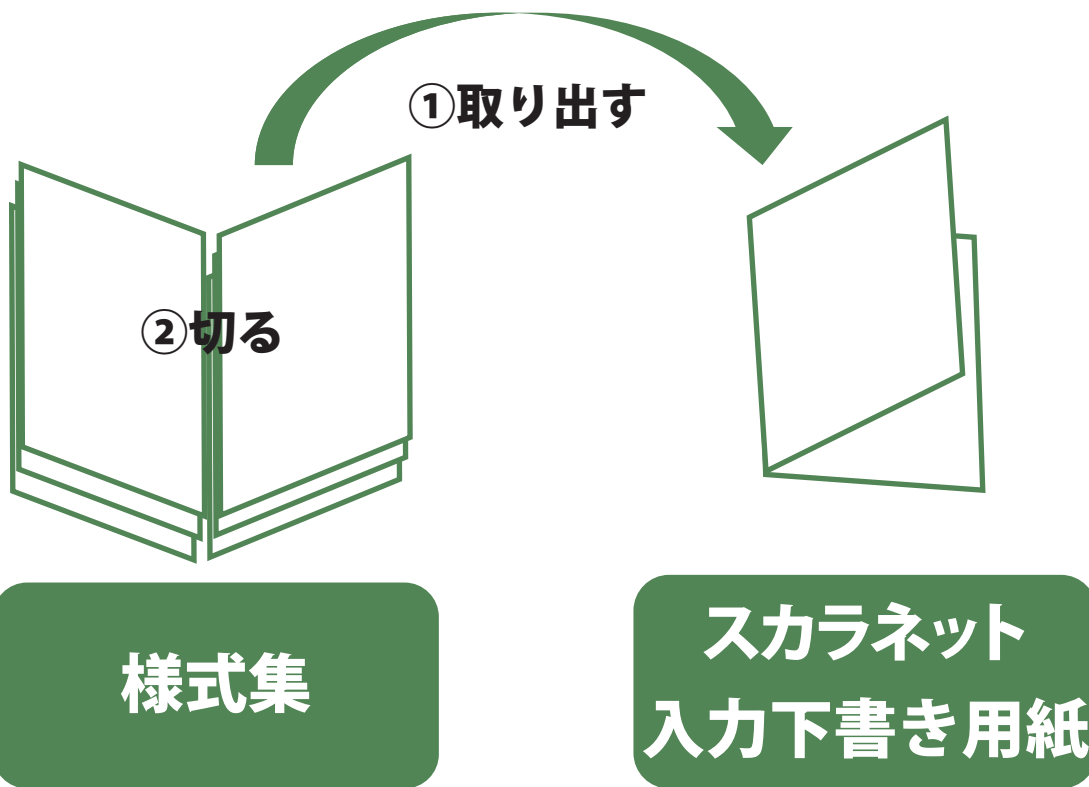 ①取り出す
②切る
様式集
スカラネット
入力下書き用紙